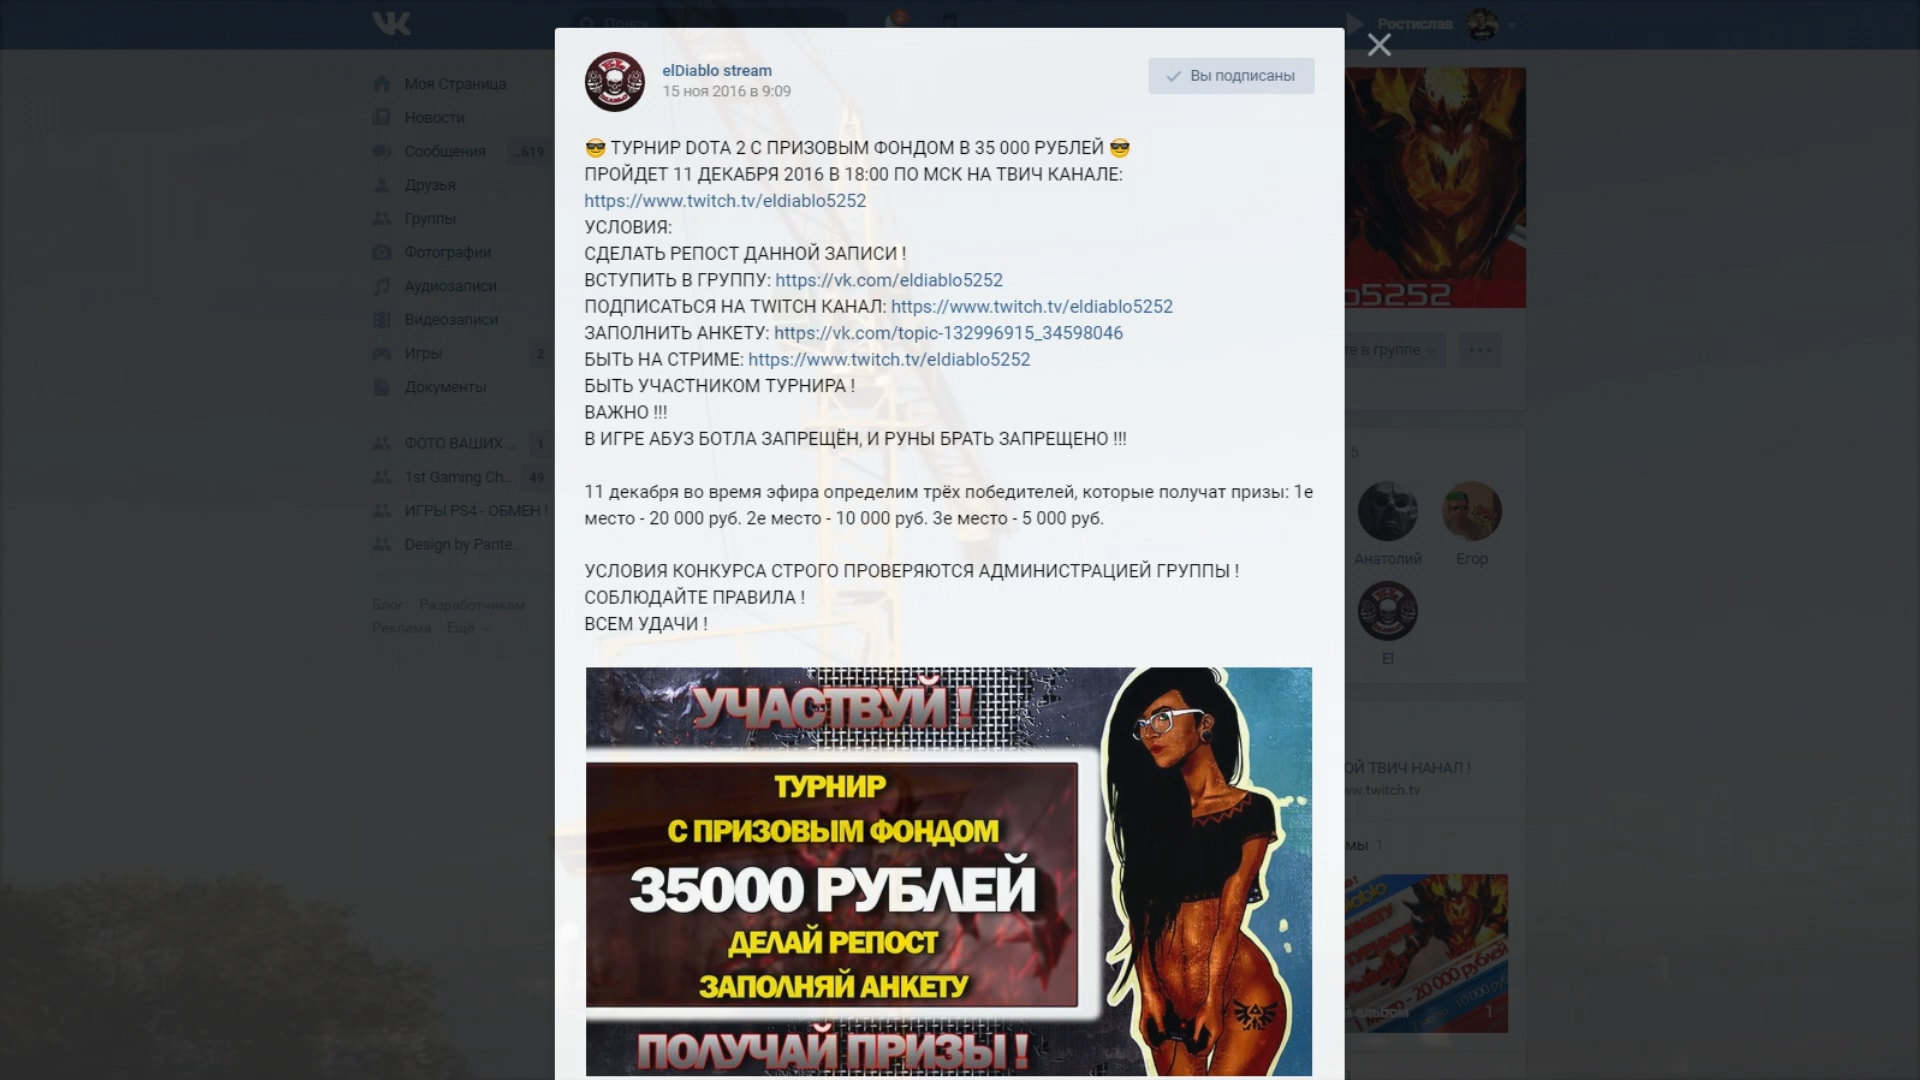 Поиск
2
Ростислав
Моя Страница
Новости
Сообщения ..619
Друзья
Группы
Фотографии
Аудиозаписи
Видеозаписи
Игры 2
Документы
ФОТО ВАШИХ ... 1
1st Gaming Ch... 49
ИГРЫ PS4 - ОБМЕН !
Design by Pante...
Блог Разработчикам
Реклама Ещё
elDiablo stream
15 ноя 2016 в 9:09
Вы подписаны
😎 ТУРНИР DOTA 2 С ПРИЗОВЫМ ФОНДОМ В 35 000 РУБЛЕЙ 😎
ПРОЙДЕТ 11 ДЕКАБРЯ 2016 В 18:00 ПО МСК НА ТВИЧ КАНАЛЕ:
https://www.twitch.tv/eldiablo5252
УСЛОВИЯ:
СДЕЛАТЬ РЕПОСТ ДАННОЙ ЗАПИСИ !
ВСТУПИТЬ В ГРУППУ: https://vk.com/eldiablo5252
ПОДПИСАТЬСЯ НА TWITCH КАНАЛ: https://www.twitch.tv/eldiablo5252
ЗАПОЛНИТЬ АНКЕТУ: https://vk.com/topic-132996915_34598046
БЫТЬ НА СТРИМЕ: https://www.twitch.tv/eldiablo5252
БЫТЬ УЧАСТНИКОМ ТУРНИРА !
ВАЖНО !!!
В ИГРЕ АБУЗ БОТЛА ЗАПРЕЩЁН, И РУНЫ БРАТЬ ЗАПРЕЩЕНО !!!
11 декабря во время эфира определим трёх победителей, которые получат призы: 1е
место - 20 000 руб. 2е место - 10 000 руб. 3е место - 5 000 руб.
УСЛОВИЯ КОНКУРСА СТРОГО ПРОВЕРЯЮТСЯ АДМИНИСТРАЦИЕЙ ГРУППЫ !
СОБЛЮДАЙТЕ ПРАВИЛА !
ВСЕМ УДАЧИ !
УЧАСТВУЙ !
ТУРНИР
С ПРИЗОВЫМ ФОНДОМ
35000 РУБЛЕЙ
ДЕЛАЙ РЕПОСТ
ЗАПОЛНЯЙ АНКЕТУ
ПОЛУЧАЙ ПРИЗЫ !
o5252
те в группе
5
Анатолий Егор
El
ОЙ ТВИЧ НАНАЛ !
ww.twitch.tv
мы 1
20 000 рублей
альбом 1